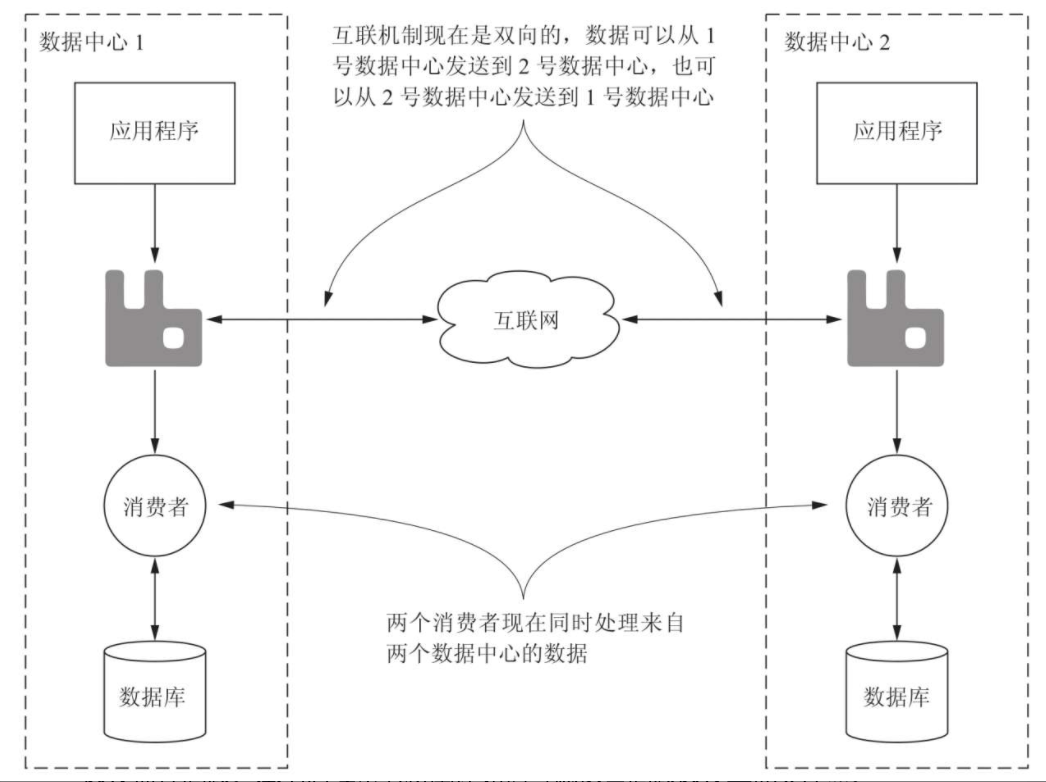 数据中心 1
互联机制现在是双向的，数据可以从 1
号数据中心发送到 2 号数据中心，也可
以从 2 号数据中心发送到 1 号数据中心
数据中心 2
应用程序
应用程序
互联网
消费者
消费者
两个消费者现在同时处理来自
两个数据中心的数据
数据库
数据库